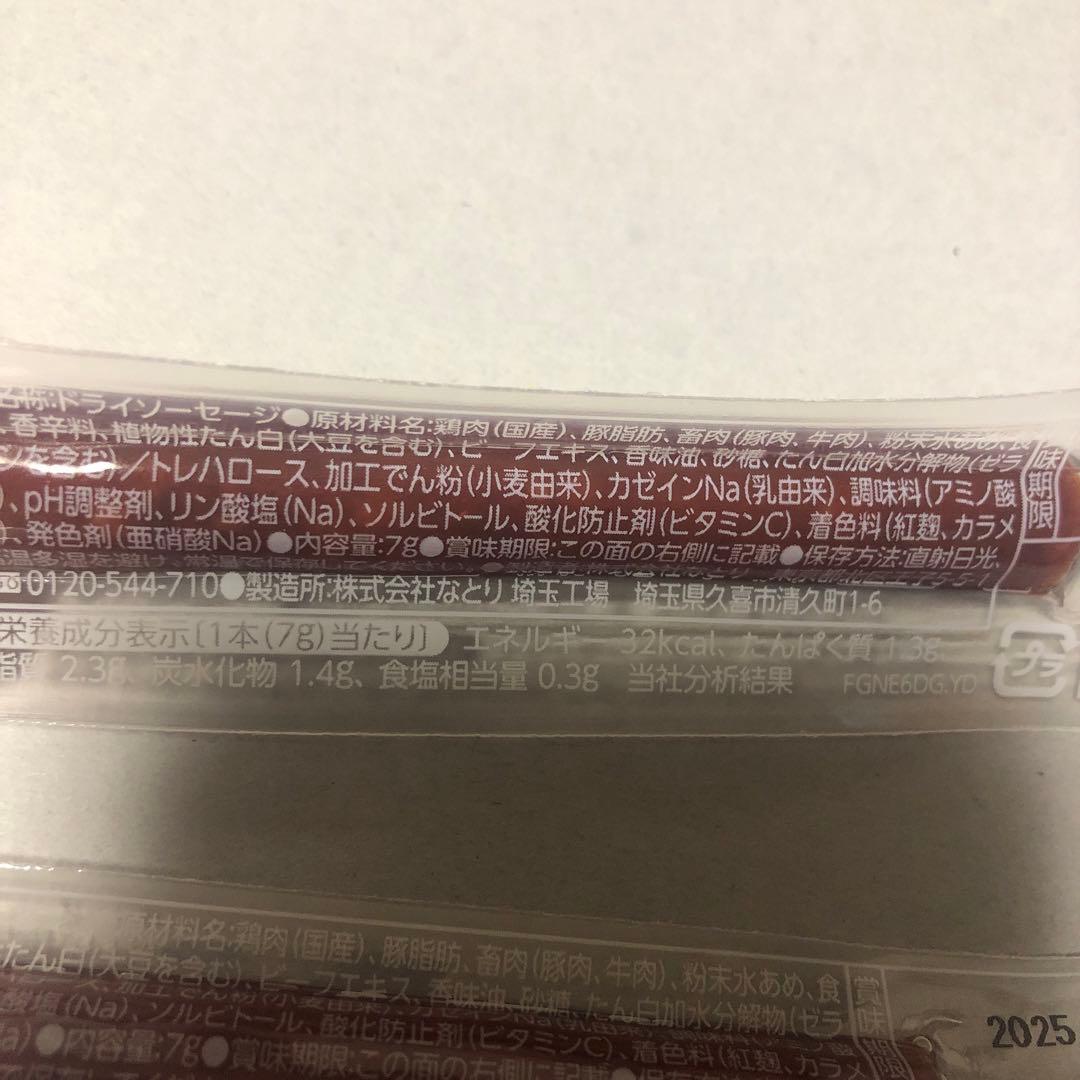 名称:ドライソーセージ●原材料名:鶏肉(国産)、豚脂肪、畜肉(豚肉、牛肉)、粉末水あめ、食
、香辛料、植物性たん白(大豆を含む)、ビーフエキス、香味油、砂糖、たん白加水分解物(ゼラ
ンを含む)/トレハロース、加工でん粉(小麦由来)、カゼインNa(乳由来)、調味料(アミノ酸
)、pH調整剤、リン酸塩(Na)、ソルビトール、酸化防止剤(ビタミンC)、着色料(紅麹、カラメ
、発色剤(亜硝酸Na)●内容量:7g●賞味期限:この面の右側に記載●保存方法:直射日光、
味期限
0120-544-710●製造所:株式会社なとり 埼玉工場 埼玉県久喜市清久町1-6
栄養成分表示〔1本(7g)当たり〕 エネルギー 32kcal、たんぱく質 1.3g、
脂質 2.3g、炭水化物 1.4g、食塩相当量 0.3g 当社分析結果 FGNE6DG.YD
プラ
原材料名:鶏肉(国産)、豚脂肪、畜肉(豚肉、牛肉)、粉末水あめ、食
たん白(大豆を含む)、ビーフエキス、香味油、砂糖、たん白加水分解物(ゼラ
酸塩(Na)、ソルビトール、酸化防止剤(ビタミンC)、着色料(紅麹、カラメ
a)●内容量:7g●賞味期限:この面の右側に記載
賞味期限
2025